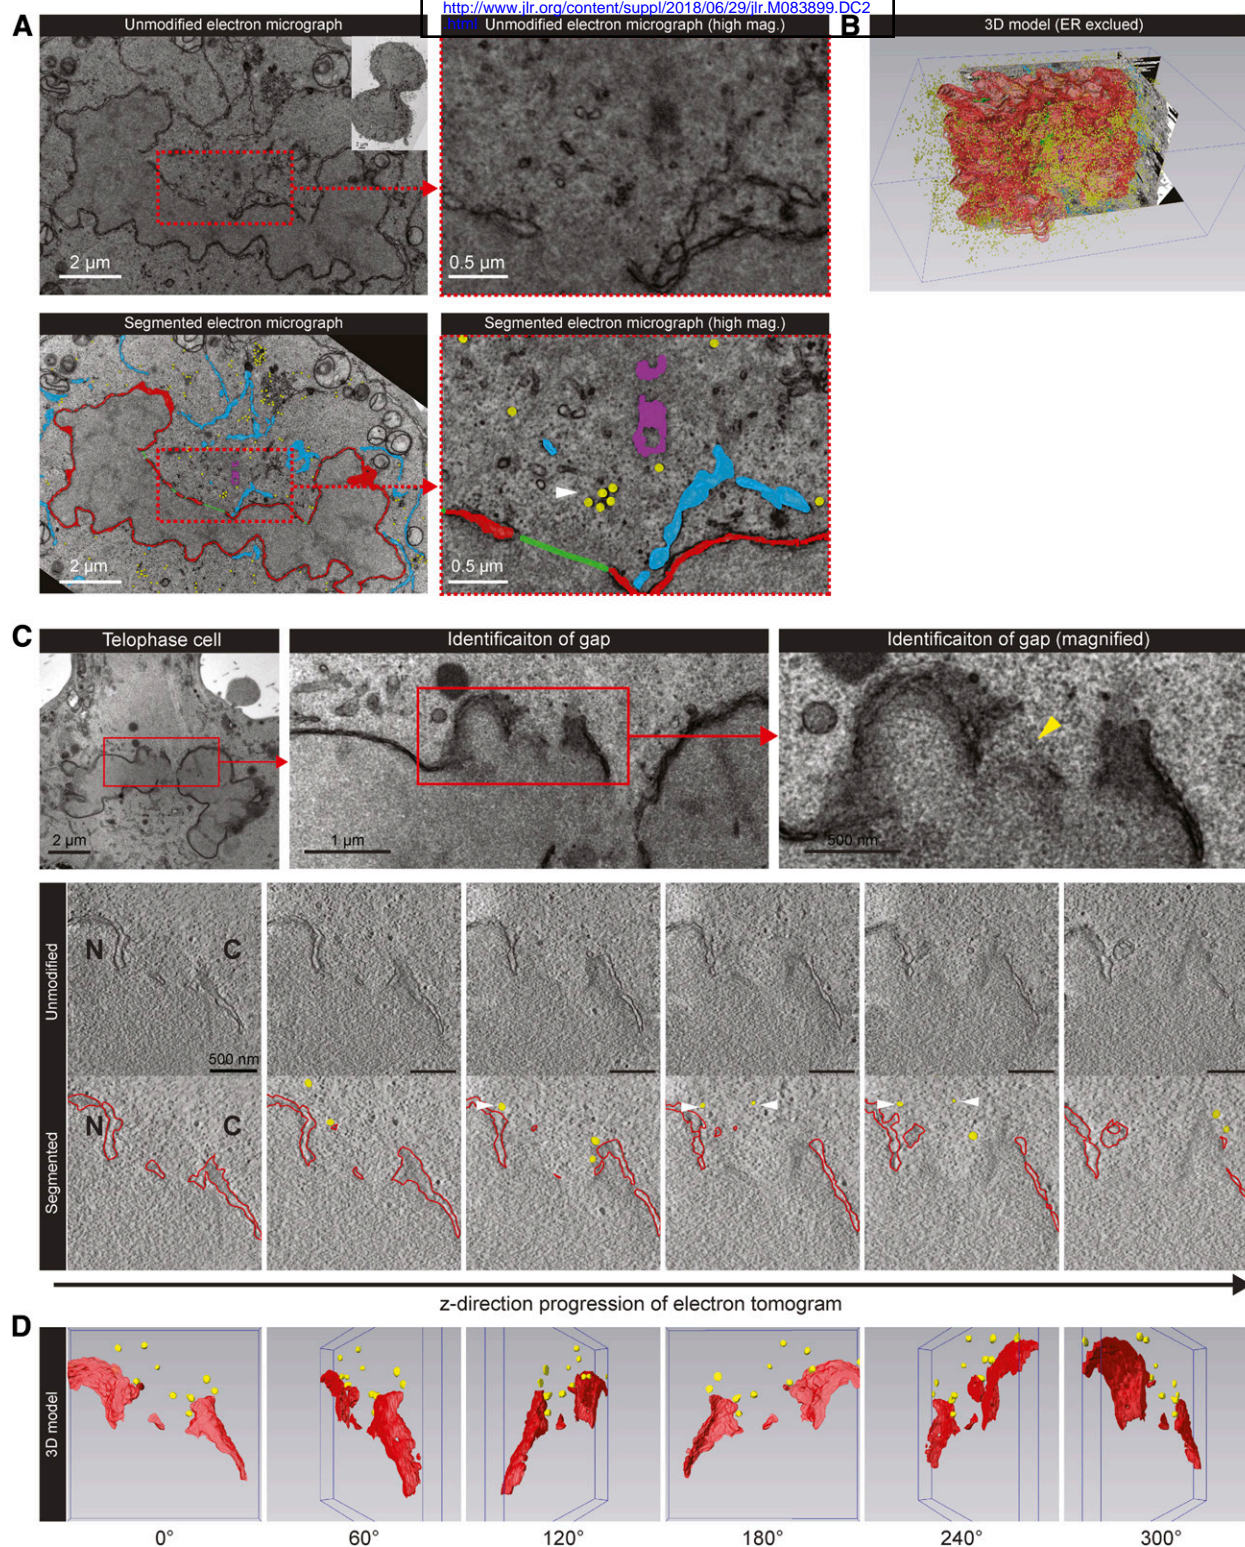 http://www.jlr.org/content/suppl/2018/06/29/jlr.M083899.DC2
.html
A
Unmodified electron micrograph
Unmodified electron micrograph (high mag.)
B
3D model (ER exclued)
2 µm
0.5 µm
Segmented electron micrograph
Segmented electron micrograph (high mag.)
2 µm
0.5 µm
C
Telophase cell
Identificaiton of gap
Identificaiton of gap (magnified)
2 µm
1 µm
500 nm
Unmodified
N
C
500 nm
Segmented
N
C
z-direction progression of electron tomogram
D
3D model
0°
60°
120°
180°
240°
300°